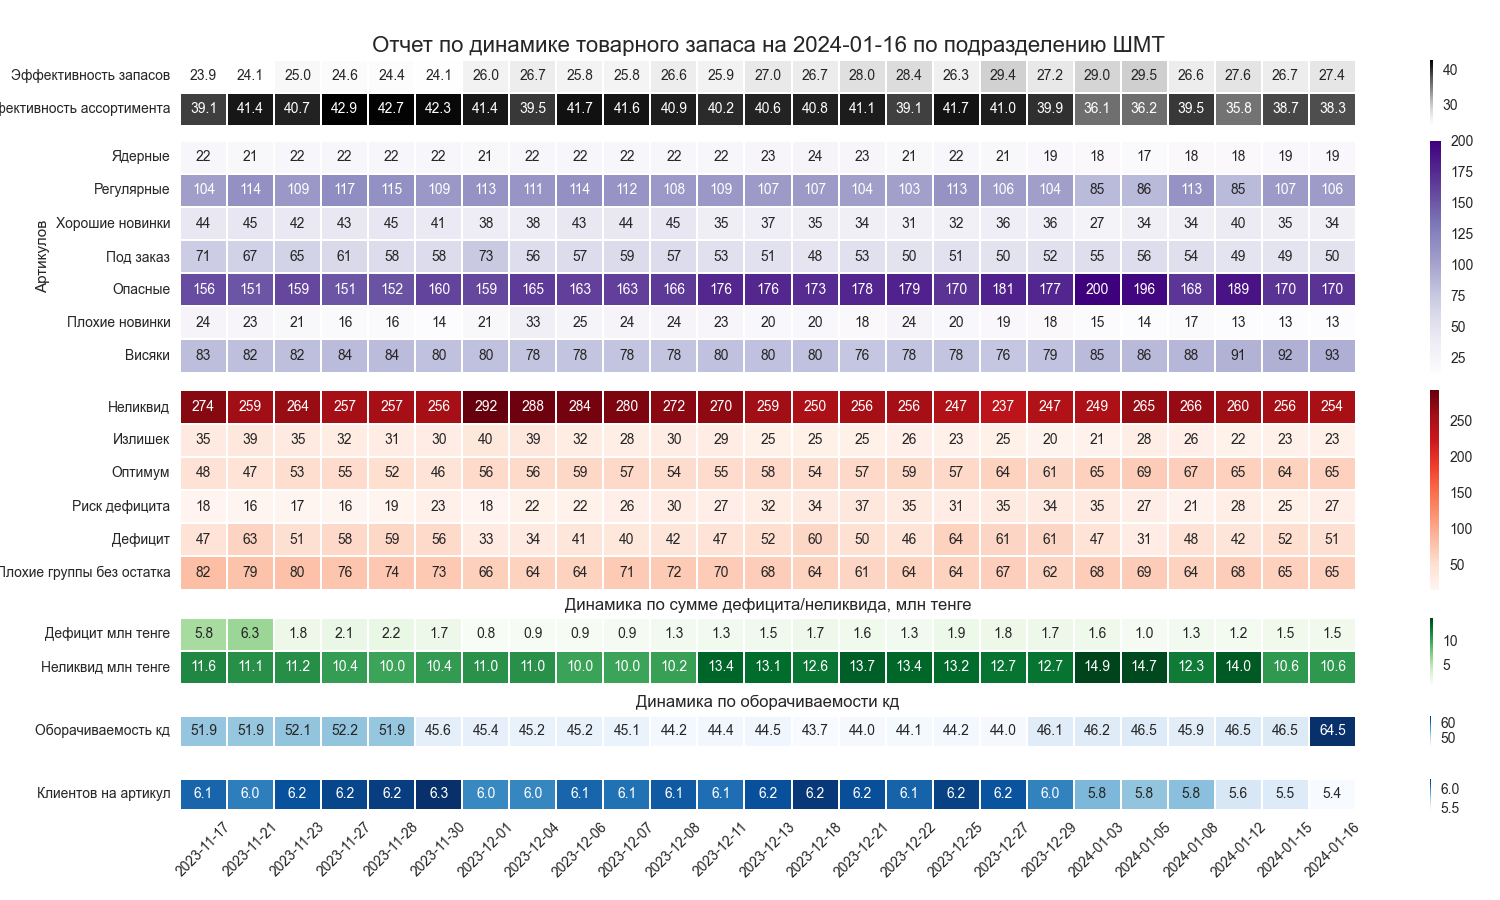 Отчет по динамике товарного запаса на 2024-01-16 по подразделению ШМТ
Эффективность запасов 23.9 24.1 25.0 24.6 24.4 24.1 26.0 26.7 25.8 25.8 26.6 25.9 27.0 26.7 28.0 28.4 26.3 29.4 27.2 29.0 29.5 26.6 27.6 26.7 27.4
фективность ассортимента 39.1 41.4 40.7 42.9 42.7 42.3 41.4 39.5 41.7 41.6 40.9 40.2 40.6 40.8 41.1 39.1 41.7 41.0 39.9 36.1 36.2 39.5 35.8 38.7 38.3
40
30
Артикулов
Ядерные 22 21 22 22 22 22 21 22 22 22 22 22 23 24 23 21 22 21 19 18 17 18 18 19 19
Регулярные 104 114 109 117 115 109 113 111 114 112 108 109 107 107 104 103 113 106 104 85 86 113 85 107 106
Хорошие новинки 44 45 42 43 45 41 38 38 43 44 45 35 37 35 34 31 32 36 36 27 34 34 40 35 34
Под заказ 71 67 65 61 58 58 73 56 57 59 57 53 51 48 53 50 51 50 52 55 56 54 49 49 50
Опасные 156 151 159 151 152 160 159 165 163 163 166 176 176 173 178 179 170 181 177 200 196 168 189 170 170
Плохие новинки 24 23 21 16 16 14 21 33 25 24 24 23 20 20 18 24 20 19 18 15 14 17 13 13 13
Висяки 83 82 82 84 84 80 80 78 78 78 78 80 80 80 76 78 78 76 79 85 86 88 91 92 93
200
175
150
125
100
75
50
25
Неликвид 274 259 264 257 257 256 292 288 284 280 272 270 259 250 256 256 247 237 247 249 265 266 260 256 254
Излишек 35 39 35 32 31 30 40 39 32 28 30 29 25 25 25 26 23 25 20 21 28 26 22 23 23
Оптимум 48 47 53 55 52 46 56 56 59 57 54 55 58 54 57 59 57 64 61 65 69 67 65 64 65
Риск дефицита 18 16 17 16 19 23 18 22 22 26 30 27 32 34 37 35 31 35 34 35 27 21 28 25 27
Дефицит 47 63 51 58 59 56 33 34 41 40 42 47 52 60 50 46 64 61 61 47 31 48 42 52 51
Плохие группы без остатка 82 79 80 76 74 73 66 64 64 71 72 70 68 64 61 64 64 67 62 68 69 64 68 65 65
250
200
150
100
50
Динамика по сумме дефицита/неликвида, млн тенге
Дефицит млн тенге 5.8 6.3 1.8 2.1 2.2 1.7 0.8 0.9 0.9 0.9 1.3 1.3 1.5 1.7 1.6 1.3 1.9 1.8 1.7 1.6 1.0 1.3 1.2 1.5 1.5
Неликвид млн тенге 11.6 11.1 11.2 10.4 10.0 10.4 11.0 11.0 10.0 10.0 10.2 13.4 13.1 12.6 13.7 13.4 13.2 12.7 12.7 14.9 14.7 12.3 14.0 10.6 10.6
10
5
Динамика по оборачиваемости кд
Оборачиваемость кд 51.9 51.9 52.1 52.2 51.9 45.6 45.4 45.2 45.2 45.1 44.2 44.4 44.5 43.7 44.0 44.1 44.2 44.0 46.1 46.2 46.5 45.9 46.5 46.5 64.5
60
50
Клиентов на артикул 6.1 6.0 6.2 6.2 6.2 6.3 6.0 6.0 6.1 6.1 6.1 6.1 6.2 6.2 6.2 6.1 6.2 6.2 6.0 5.8 5.8 5.8 5.6 5.5 5.4
6.0
5.5
2023-11-17 2023-11-21 2023-11-23 2023-11-27 2023-11-28 2023-11-30 2023-12-01 2023-12-04 2023-12-06 2023-12-07 2023-12-08 2023-12-11 2023-12-13 2023-12-18 2023-12-21 2023-12-22 2023-12-25 2023-12-27 2023-12-29 2024-01-03 2024-01-05 2024-01-08 2024-01-12 2024-01-15 2024-01-16